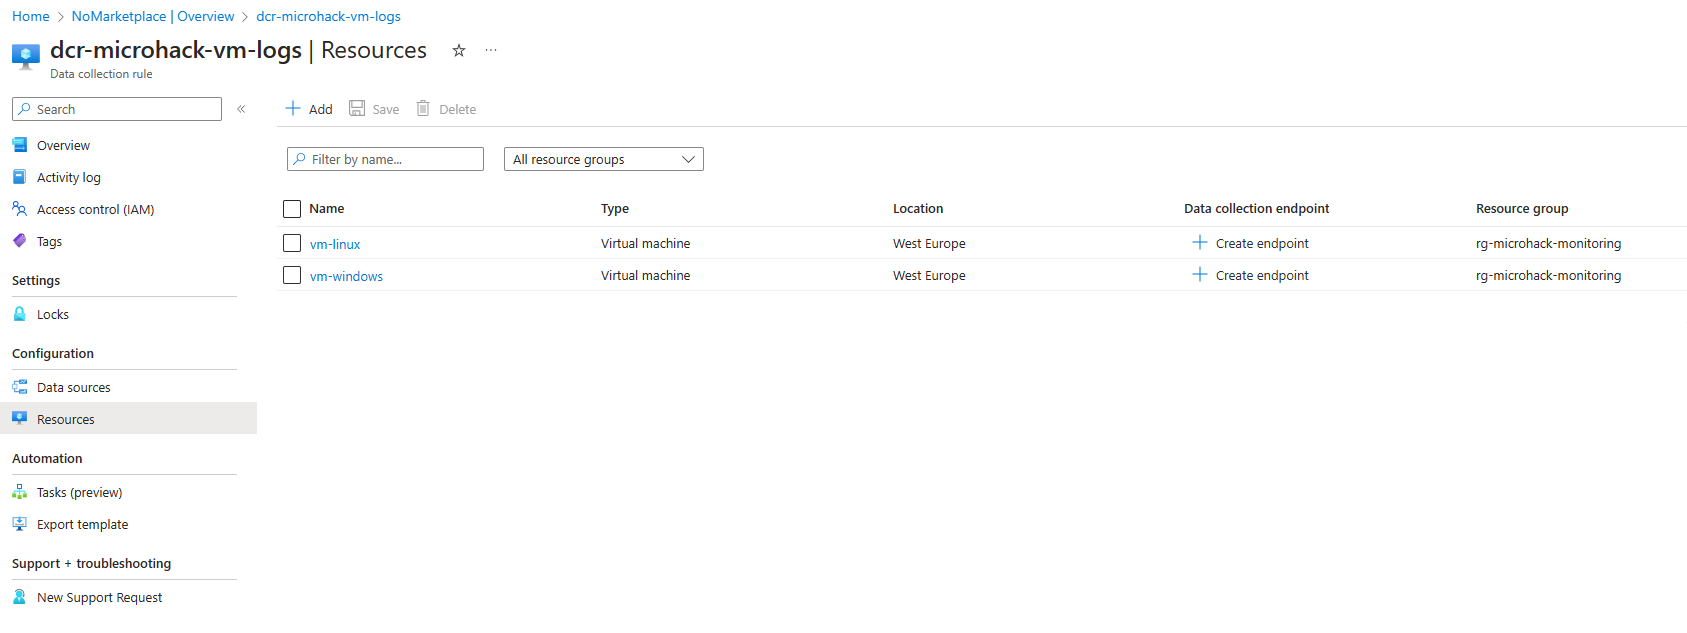 Home > NoMarketplace | Overview > dcr-microhack-vm-logs
dcr-microhack-vm-logs | Resources
Data collection rule
Search
Overview
Activity log
Access control (IAM)
Tags
Settings
Locks
Configuration
Data sources
Resources
Automation
Tasks (preview)
Export template
Support + troubleshooting
New Support Request
Add Save Delete
Filter by name... All resource groups
Name Type Location Data collection endpoint Resource group
vm-linux Virtual machine West Europe Create endpoint rg-microhack-monitoring
vm-windows Virtual machine West Europe Create endpoint rg-microhack-monitoring